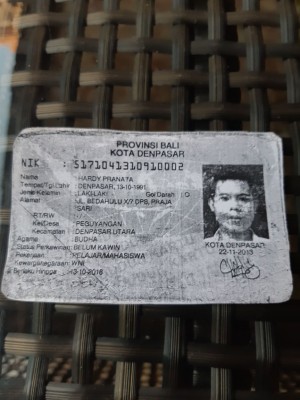 PROVINSI BALI
KOTA DENPASAR
NIK : 5171041310910002
Nama : HARDY PRANATA
Tempat/Tgl Lahir : DENPASAR, 13-10-1991
Jenis Kelamin : LAKI-LAKI Gol Darah : O
Alamat : JL. BEDAHULU X/7 DPS, PRAJA
SARI
RT/RW
Kel/Desa : PEGUYANGAN
Kecamatan : DENPASAR UTARA
Agama : BUDHA
Status Perkawinan : BELUM KAWIN
Pekerjaan : PELAJAR/MAHASISWA
Kewarganegaraan : WNI
Berlaku Hingga : 13-10-2018
KOTA DENPASAR
22-11-2013